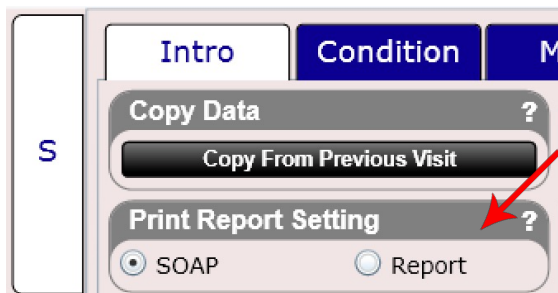 Intro Condition M
Copy Data ?
S
Copy From Previous Visit
Print Report Setting ?
SOAP Report